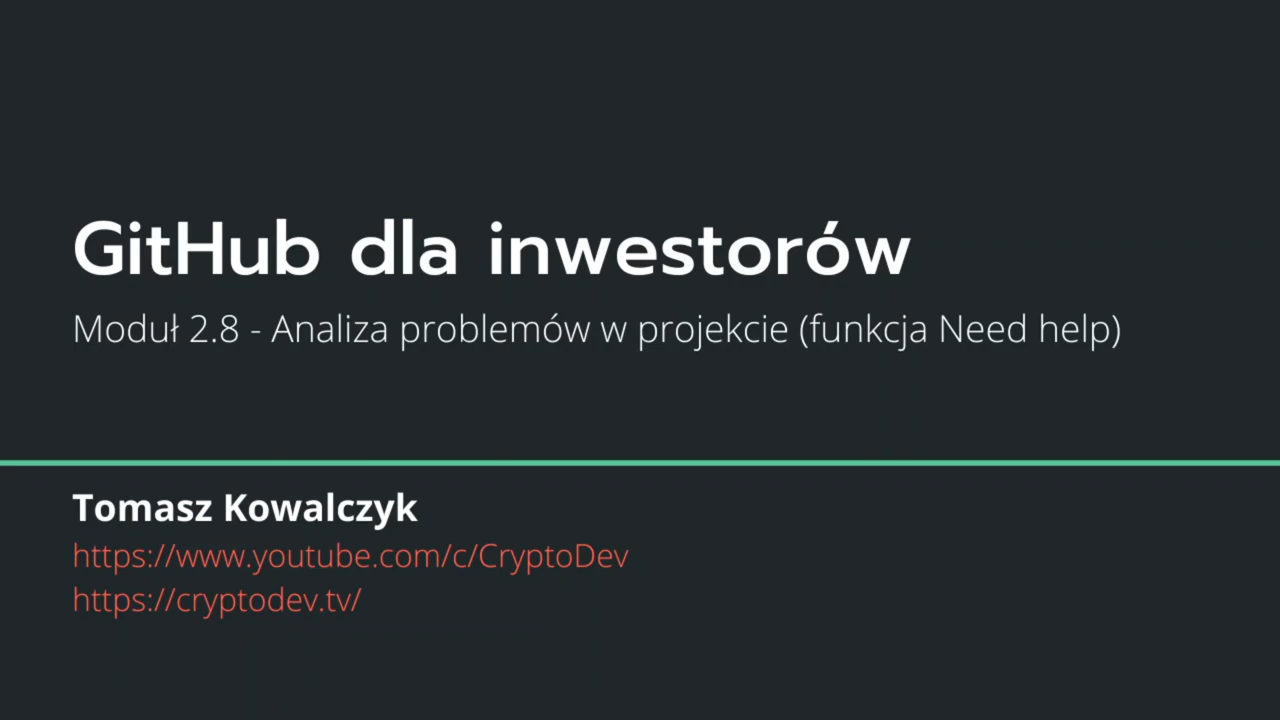 GitHub dla inwestorów
Moduł 2.8 - Analiza problemów w projekcie (funkcja Need help)
Tomasz Kowalczyk
https://www.youtube.com/c/CryptoDev
https://cryptodev.tv/